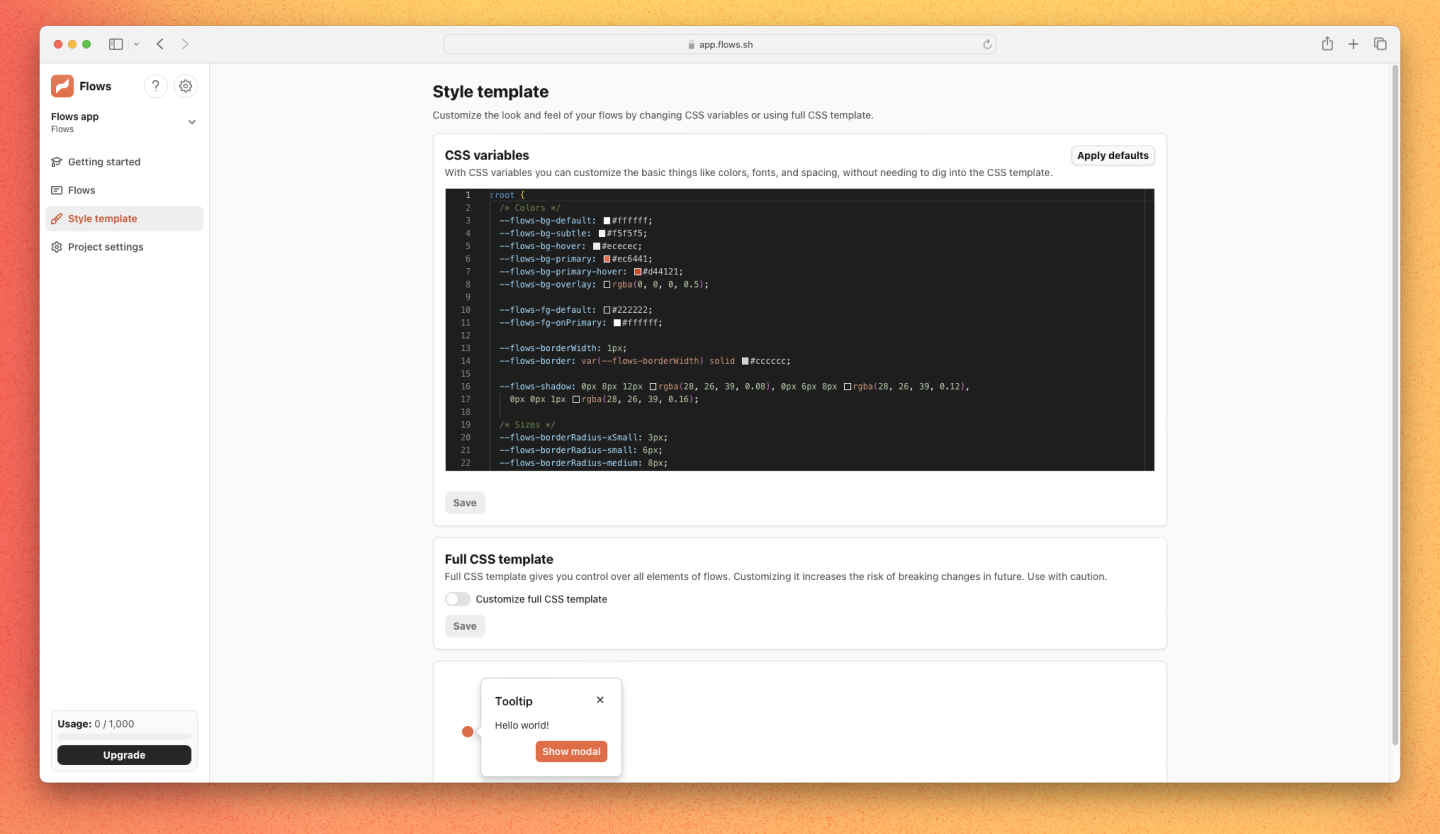 app.flows.sh
Flows
?
Flows app
Flows
Getting started
Flows
Style template
Project settings
Usage: 0 / 1,000
Upgrade
Style template
Customize the look and feel of your flows by changing CSS variables or using full CSS template.
CSS variables
Apply defaults
With CSS variables you can customize the basic things like colors, fonts, and spacing, without needing to dig into the CSS template.
1 :root {
2 /* Colors */
3 --flows-bg-default: #ffffff;
4 --flows-bg-subtle: #f5f5f5;
5 --flows-bg-hover: #ececec;
6 --flows-bg-primary: #ec6441;
7 --flows-bg-primary-hover: #d44121;
8 --flows-bg-overlay: rgba(0, 0, 0, 0.5);
9
10 --flows-fg-default: #222222;
11 --flows-fg-onPrimary: #ffffff;
12
13 --flows-borderWidth: 1px;
14 --flows-border: var(--flows-borderWidth) solid #cccccc;
15
16 --flows-shadow: 0px 8px 12px rgba(28, 26, 39, 0.08), 0px 6px 8px rgba(28, 26, 39, 0.12),
17 0px 0px 1px rgba(28, 26, 39, 0.16);
18
19 /* Sizes */
20 --flows-borderRadius-xSmall: 3px;
21 --flows-borderRadius-small: 6px;
22 --flows-borderRadius-medium: 8px;
Save
Full CSS template
Full CSS template gives you control over all elements of flows. Customizing it increases the risk of breaking changes in future. Use with caution.
Customize full CSS template
Save
Tooltip
Hello world!
Show modal